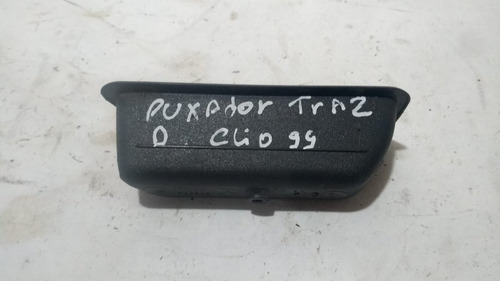 PUXADor TrAZ
D CLiO 99